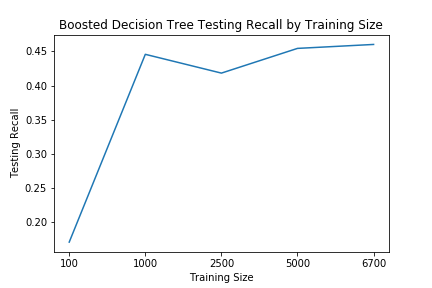 Boosted Decision Tree Testing Recall by Training Size
0.45
0.40
0.35
0.30
0.25
0.20
Testing Recall
100 1000 2500 5000 6700
Training Size